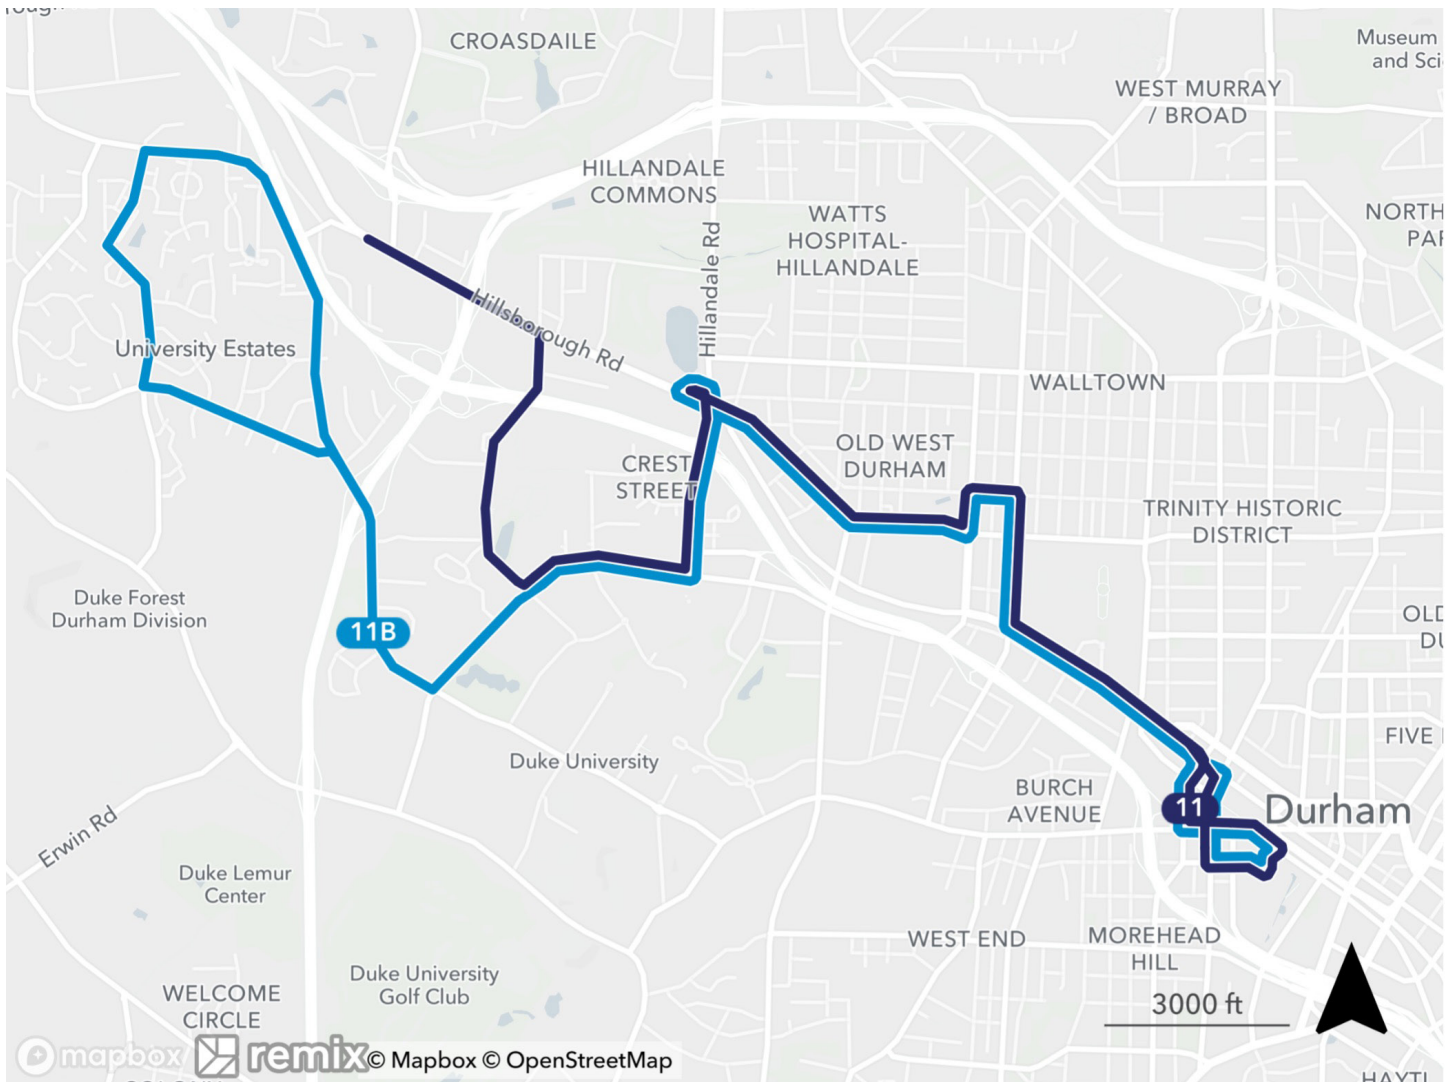 CROASDAILE
Museum
and Sci
WEST MURRAY
/ BROAD
HILLANDALE
COMMONS
WATTS
HOSPITAL-
HILLANDALE
NORTH
PAR
Hillandale Rd
Hillsborough Rd
University Estates
WALLTOWN
OLD WEST
DURHAM
CREST
STREET
TRINITY HISTORIC
DISTRICT
Duke Forest
Durham Division
11B
OLD
DU
Duke University
FIVE
BURCH
AVENUE
11
Durham
Erwin Rd
Duke Lemur
Center
WEST END
MOREHEAD
HILL
Duke University
Golf Club
WELCOME
CIRCLE
3000 ft
mapbox
remix
© Mapbox © OpenStreetMap
HAYTI